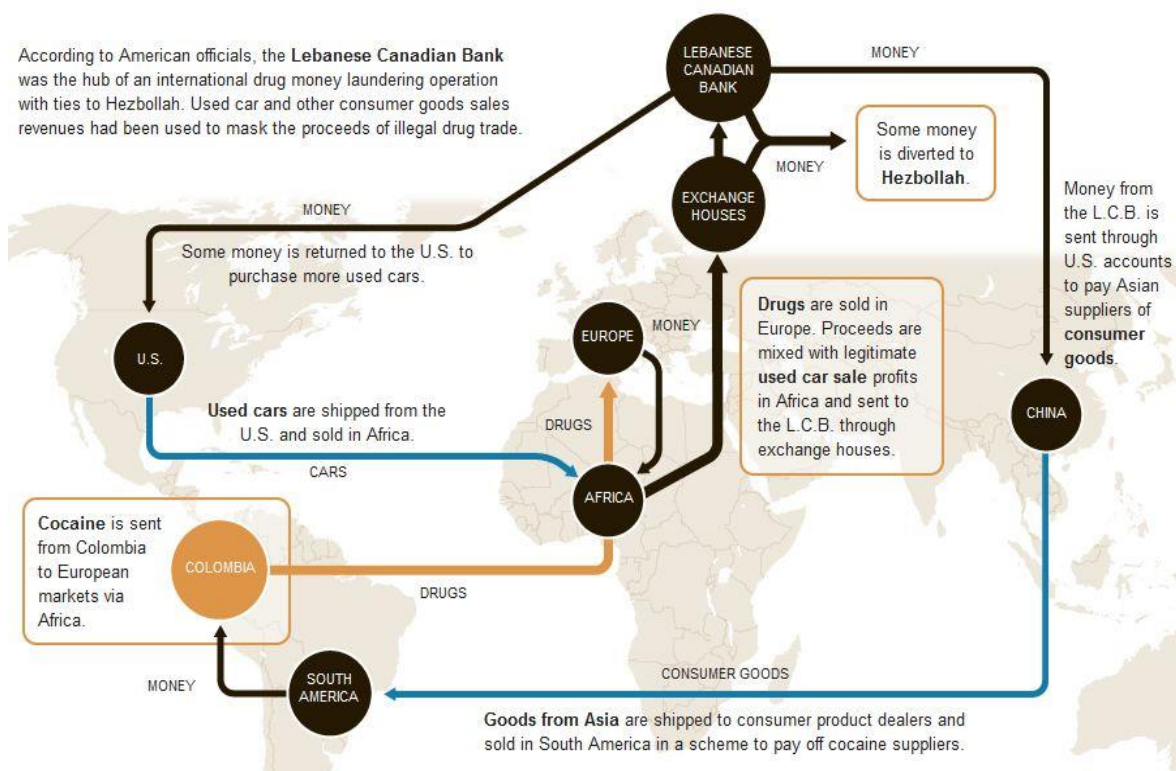 According to American officials, the Lebanese Canadian Bank
was the hub of an international drug money laundering operation
with ties to Hezbollah. Used car and other consumer goods sales
revenues had been used to mask the proceeds of illegal drug trade.
LEBANESE
CANADIAN
BANK
MONEY
Some money
is diverted to
Hezbollah.
MONEY
EXCHANGE
HOUSES
Money from
the L.C.B. is
sent through
U.S. accounts
to pay Asian
suppliers of
consumer
goods.
MONEY
Some money is returned to the U.S. to
purchase more used cars.
U.S.
EUROPE
MONEY
Drugs are sold in
Europe. Proceeds are
mixed with legitimate
used car sale profits
in Africa and sent to
the L.C.B. through
exchange houses.
CHINA
Used cars are shipped from the
U.S. and sold in Africa.
CARS
DRUGS
AFRICA
Cocaine is sent
from Colombia
to European
markets via
Africa.
COLOMBIA
DRUGS
MONEY
SOUTH
AMERICA
CONSUMER GOODS
Goods from Asia are shipped to consumer product dealers and
sold in South America in a scheme to pay off cocaine suppliers.